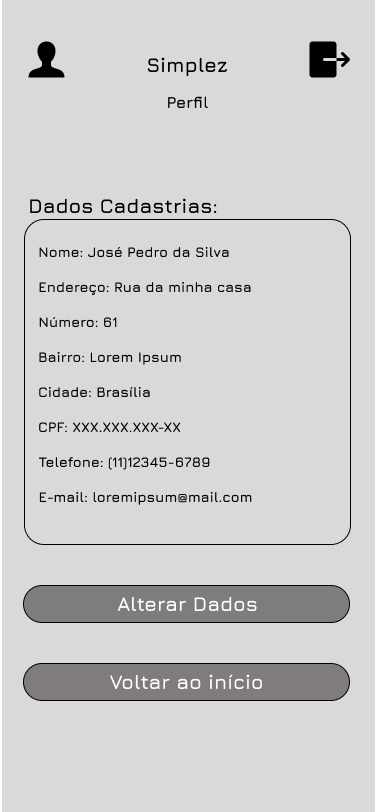 Simplez
Perfil
Dados Cadastrias:
Nome: José Pedro da Silva
Endereço: Rua da minha casa
Número: 61
Bairro: Lorem Ipsum
Cidade: Brasília
CPF: XXX.XXX.XXX-XX
Telefone: (11)12345-6789
E-mail: loremipsum@mail.com
Alterar Dados
Voltar ao início